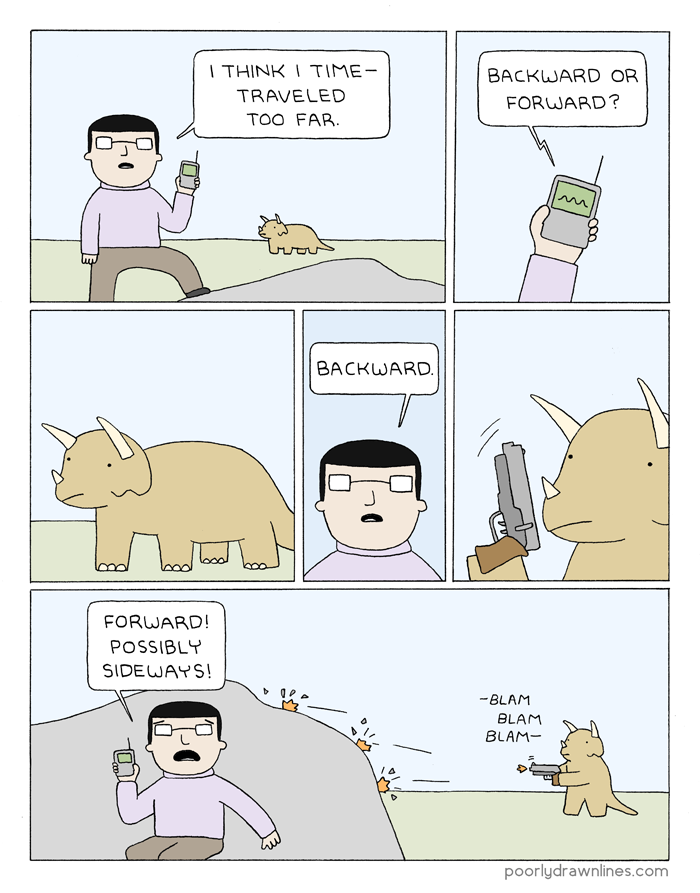 I THINK I TIME-
TRAVELED
TOO FAR.
BACKWARD OR
FORWARD?
BACKWARD.
FORWARD!
POSSIBLY
SIDEWAYS!
-BLAM
BLAM
BLAM-
poorlydrawnlines.com